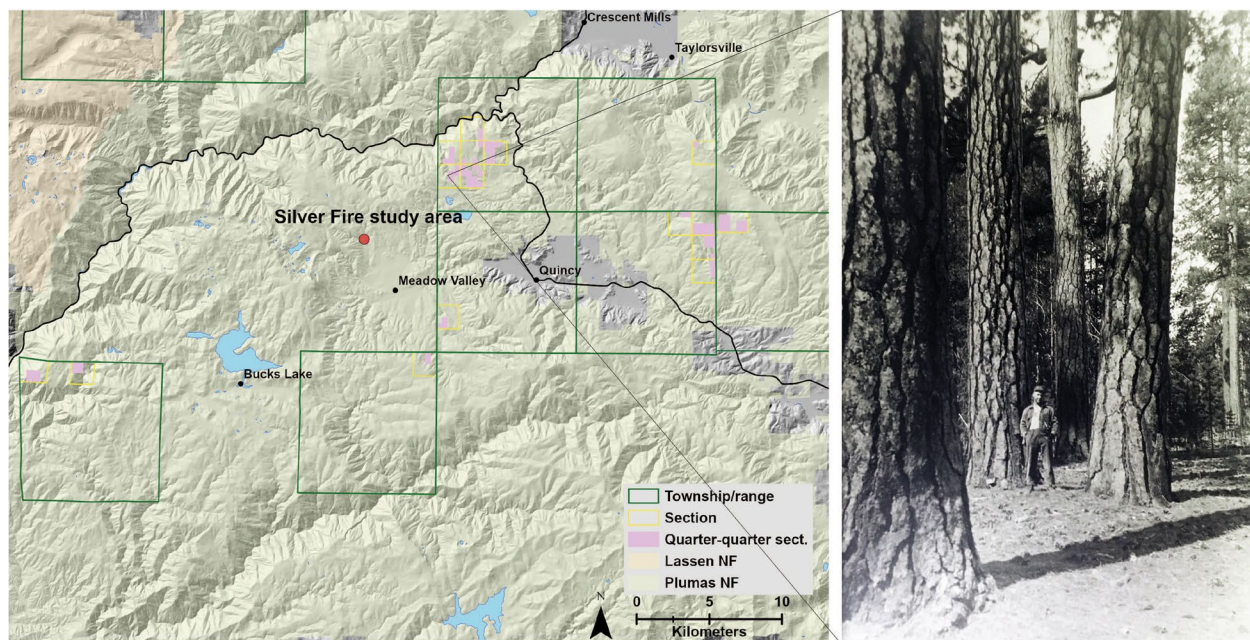 Crescent Mills
Taylorsville
Silver Fire study area
Quincy
Meadow Valley
Bucks Lake
Township/range
Section
Quarter-quarter sect.
Lassen NF
Plumas NF
N
0 5 10
Kilometers